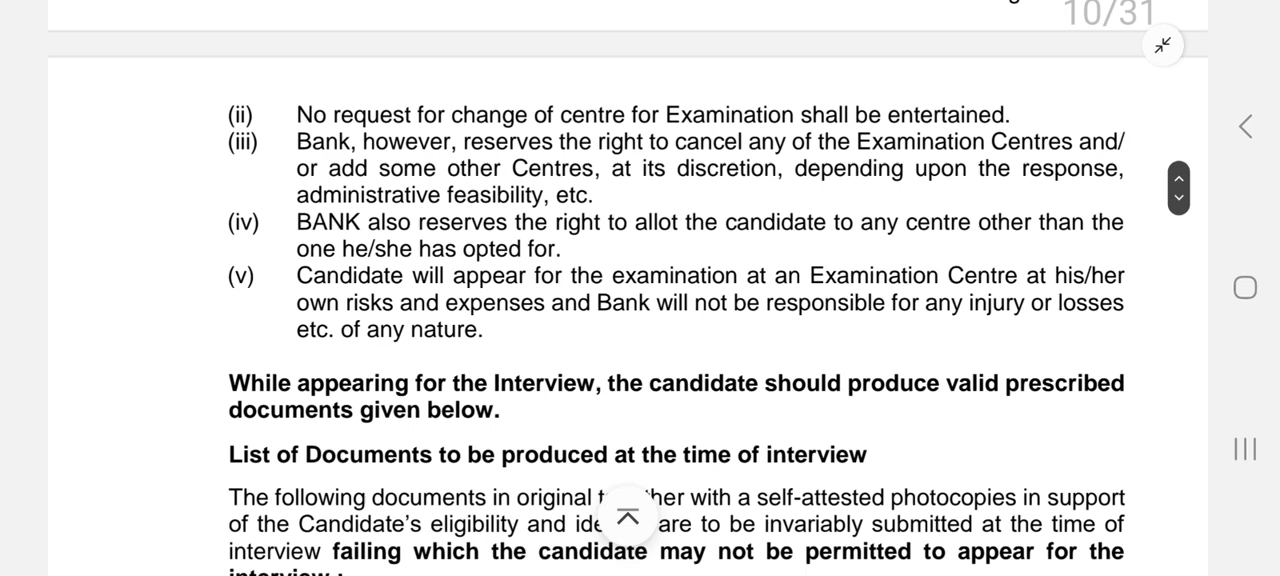 10/31
(ii) No request for change of centre for Examination shall be entertained.
(iii) Bank, however, reserves the right to cancel any of the Examination Centres and/
or add some other Centres, at its discretion, depending upon the response,
administrative feasibility, etc.
(iv) BANK also reserves the right to allot the candidate to any centre other than the
one he/she has opted for.
(v) Candidate will appear for the examination at an Examination Centre at his/her
own risks and expenses and Bank will not be responsible for any injury or losses
etc. of any nature.
While appearing for the Interview, the candidate should produce valid prescribed
documents given below.
List of Documents to be produced at the time of interview
The following documents in original with a self-attested photocopies in support
of the Candidate's eligibility and are to be invariably submitted at the time of
interview failing which the candidate may not be permitted to appear for the